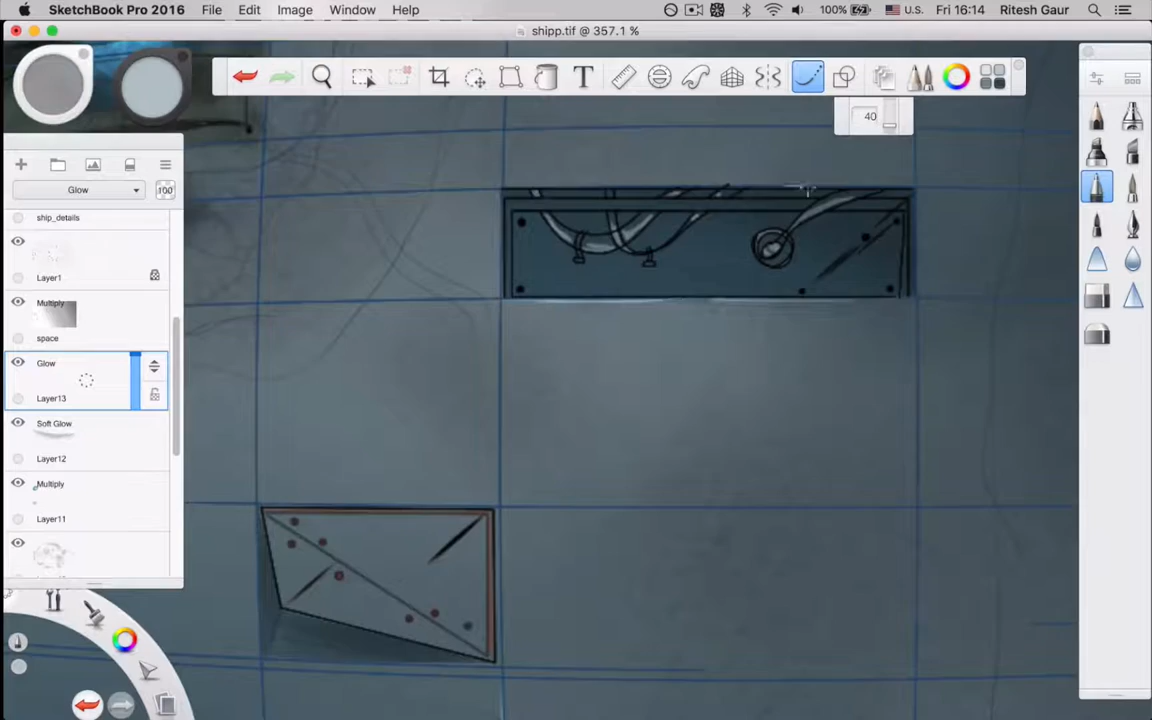 SketchBook Pro 2016 File Edit Image Window Help 100% U.S. Fri 16:14 Ritesh Gaur
shipp.tif @ 357.1 %
T
40
Glow 100
ship_details
Layer1
Multiply
space
Glow
Layer13
Soft Glow
Layer12
Multiply
Layer11